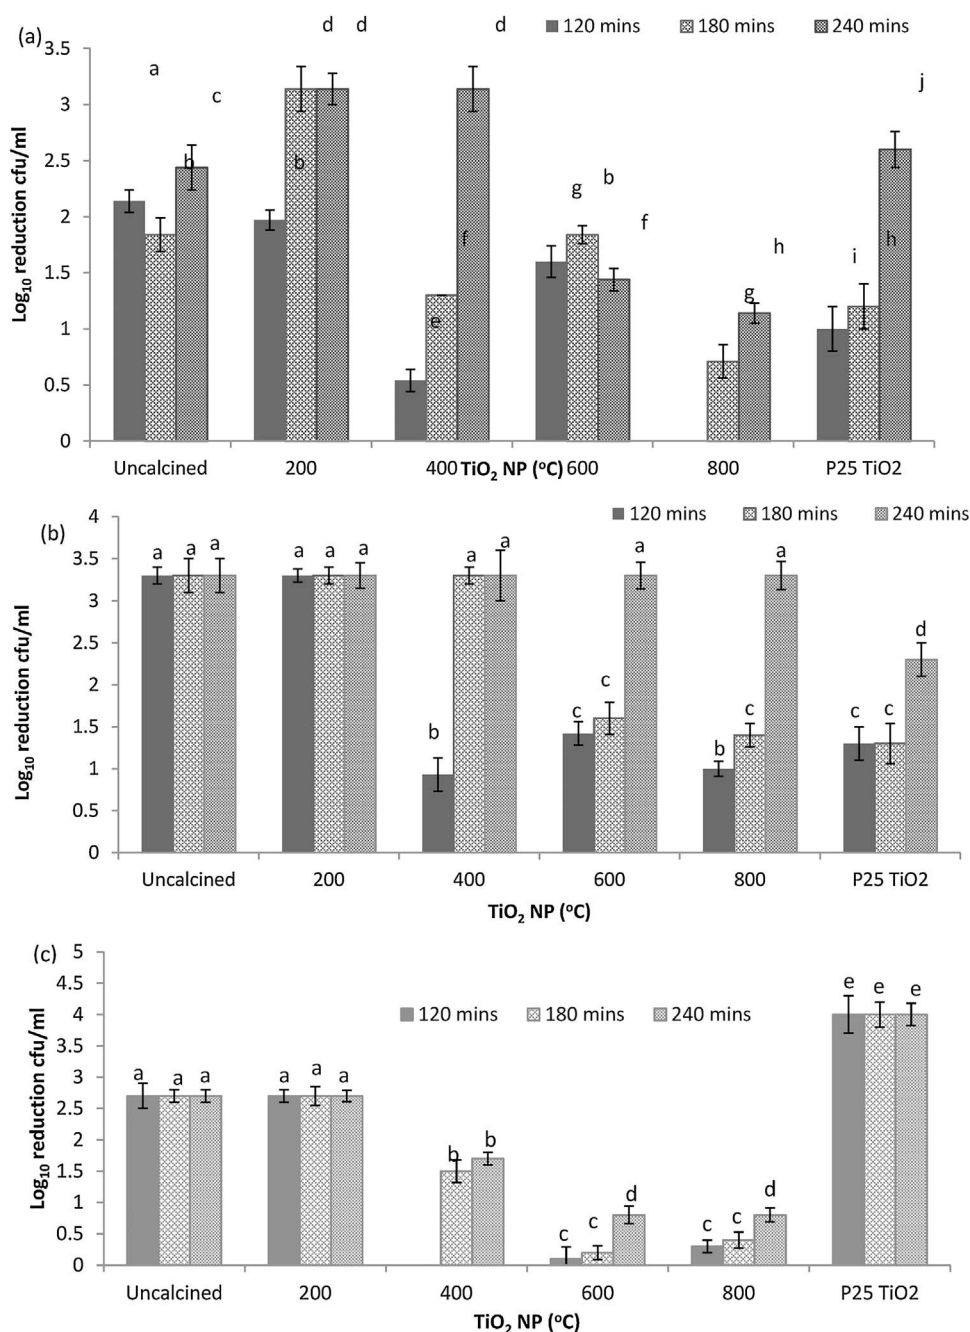 (a)
120 mins 180 mins 240 mins
d d d
3.5
a
c
j
3
b b
2.5
g b
2
f f
h h
i
1.5
e
g
1
0.5
0
Log10 reduction cfu/ml
Uncalcined 200 400 600 800 P25 TiO2
TiO2 NP (oC)
(b)
120 mins 180 mins 240 mins
4
a a a a a a a a a a
3.5
3
2.5
d
2
b c c b c c c
1.5
1
0.5
0
Log10 reduction cfu/ml
Uncalcined 200 400 600 800 P25 TiO2
TiO2 NP (oC)
(c)
5
e e e
4.5
120 mins 180 mins 240 mins
4
3.5
3
a a a a a a
2.5
2
b b
1.5
c c d c c d
1
0.5
0
Log10 reduction cfu/ml
Uncalcined 200 400 600 800 P25 TiO2
TiO2 NP (oC)